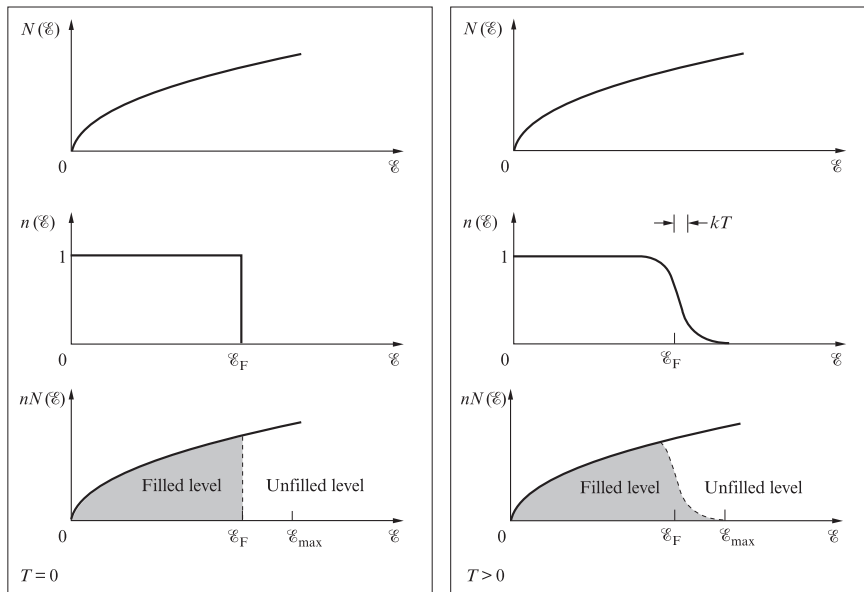 N(ℰ)
0
ℰ
n(ℰ)
1
0
ℰF
ℰ
nN(ℰ)
Filled level
Unfilled level
0
ℰF
ℰmax
ℰ
T = 0
N(ℰ)
0
ℰ
n(ℰ)
kT
1
0
ℰF
ℰ
nN(ℰ)
Filled level
Unfilled level
0
ℰF
ℰmax
ℰ
T > 0